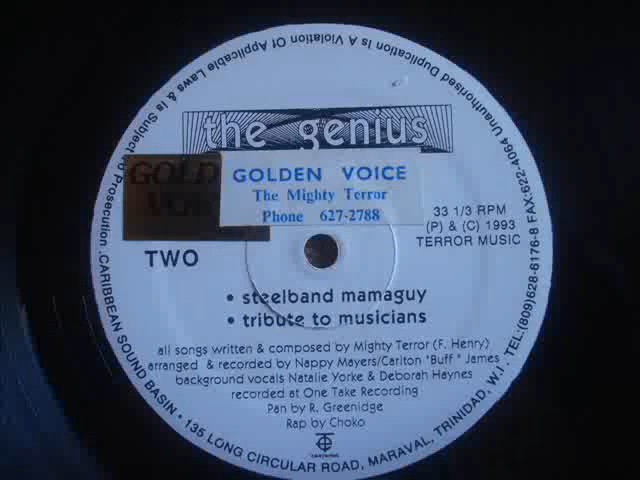 the genius
GOLD
VOI
GOLDEN VOICE
The Mighty Terror
Phone 627-2788
33 1/3 RPM
(P) & (C) 1993
TERROR MUSIC
TWO
• steelband mamaguy
• tribute to musicians
all songs written & composed by Mighty Terror (F. Henry)
arranged & recorded by Nappy Mayers/Carlton "Buff" James
background vocals Natalie Yorke & Deborah Haynes
recorded at One Take Recording
Pan by R. Greenidge
Rap by Choko
CARIBBEAN SOUND BASIN • 135 LONG CIRCULAR ROAD, MARAVAL, TRINIDAD, W.I. TEL:(809)628-6176-8 FAX:622-4064 Unauthorised Duplication Is A Violation Of Applicable Laws & Is Subject To Prosecution.